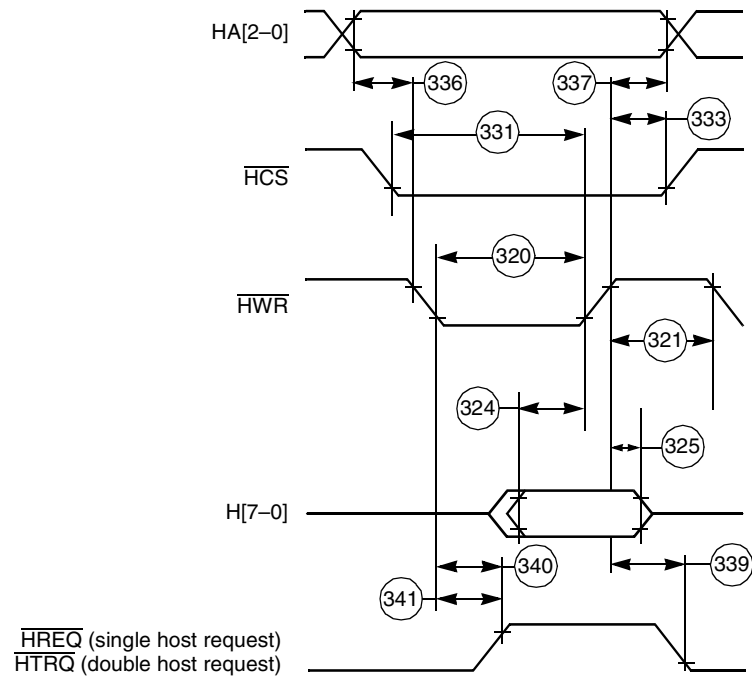 HA[2–0]
336
337
333
331
HCS
320
HWR
321
324
325
H[7–0]
340
339
341
HREQ (single host request)
HTRQ (double host request)